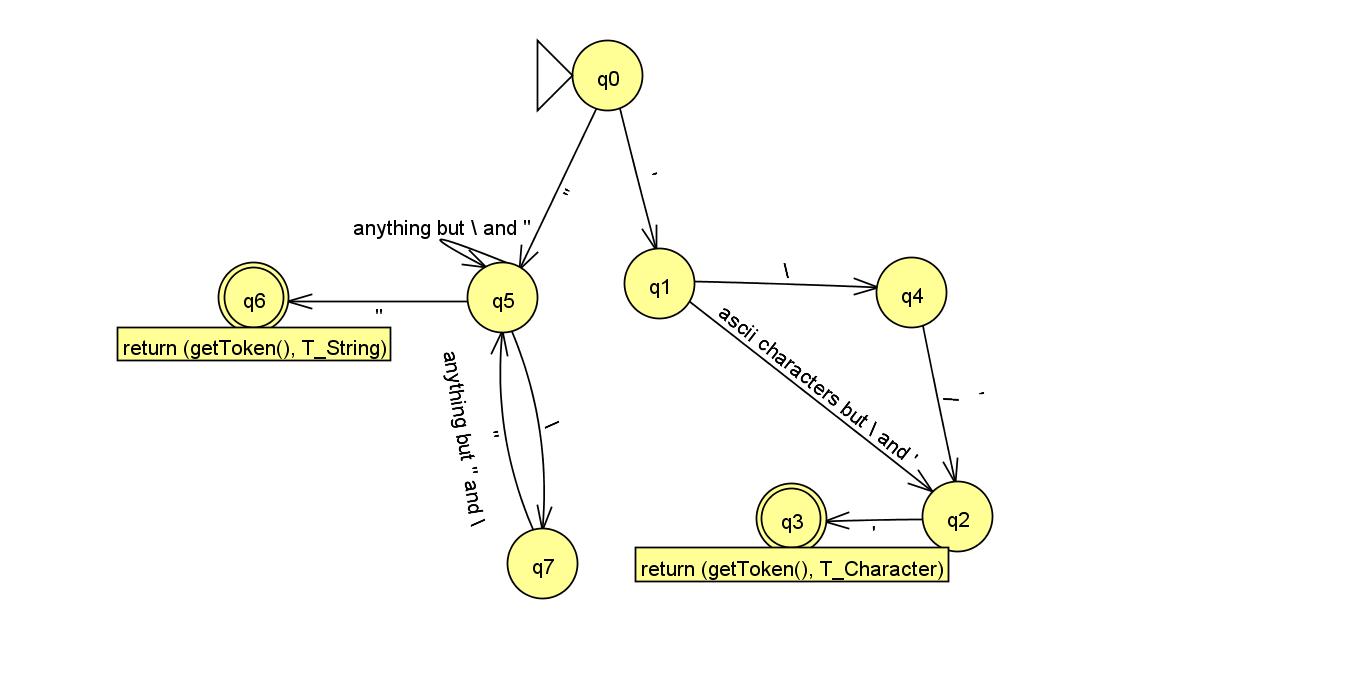 q0
'
"
anything but \ and "
q1
\
q4
q5
q6
"
return (getToken(), T_String)
ascii characters but \ and '
anything but " and \
"
\
\
'
q2
q3
'
return (getToken(), T_Character)
q7